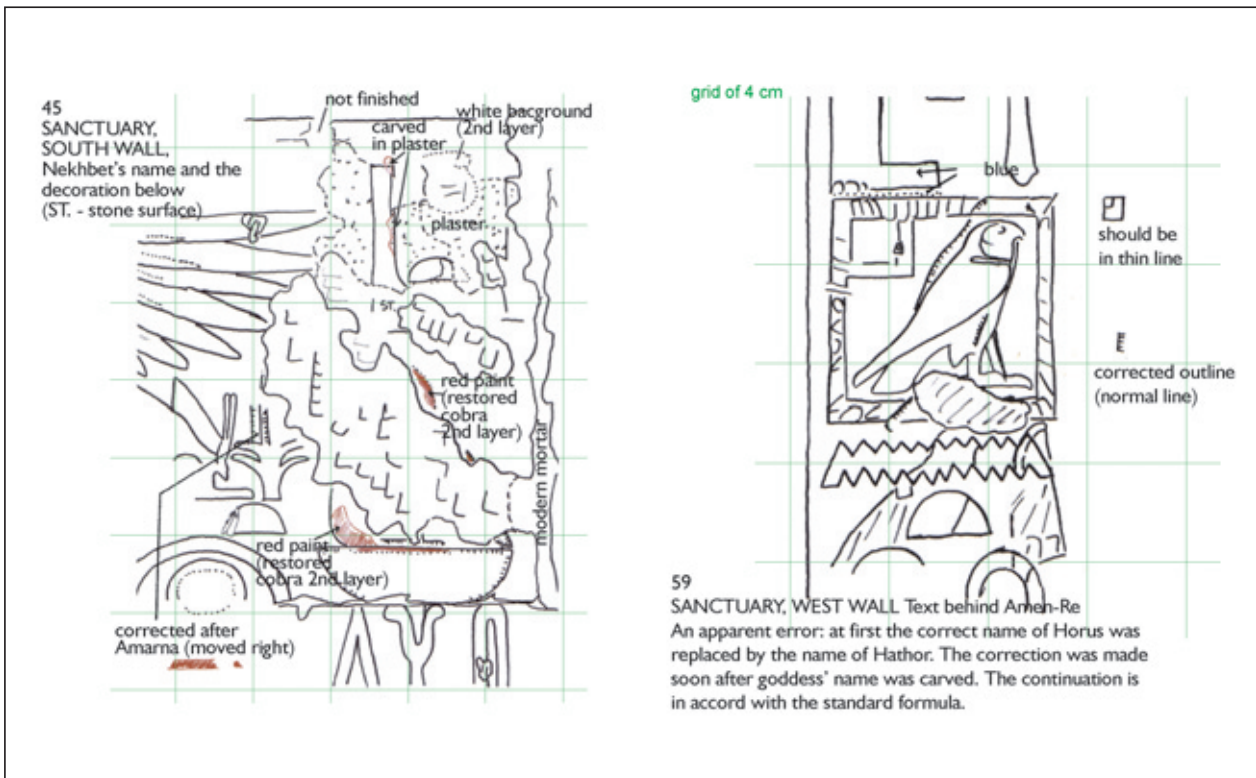 45
SANCTUARY,
SOUTH WALL,
Nekhbet's name and the
decoration below
(ST. - stone surface)
not finished
carved
in plaster
white bacground
(2nd layer)
plaster
ST.
red paint
(restored
cobra
2nd layer)
modern mortar
red paint
(restored
cobra 2nd layer)
corrected after
Amarna (moved right)
grid of 4 cm
blue
should be
in thin line
corrected outline
(normal line)
59
SANCTUARY, WEST WALL Text behind Amen-Re
An apparent error: at first the correct name of Horus was
replaced by the name of Hathor. The correction was made
soon after goddess' name was carved. The continuation is
in accord with the standard formula.